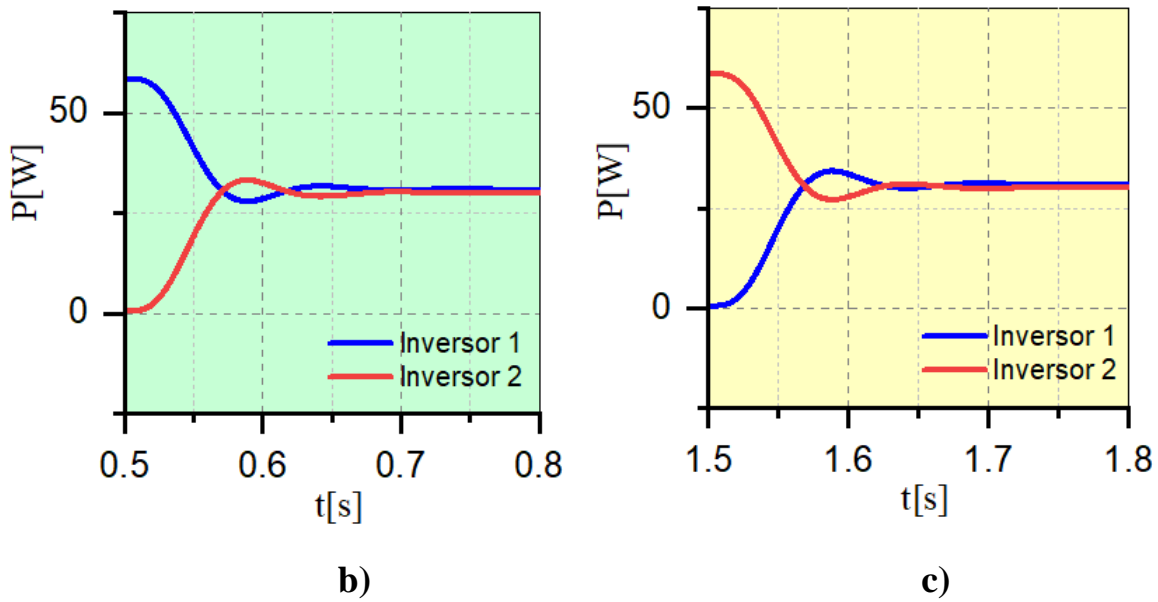 P[W]
50
0
Inversor 1
Inversor 2
0.5 0.6 0.7 0.8
t[s]
b)
P[W]
50
0
Inversor 1
Inversor 2
1.5 1.6 1.7 1.8
t[s]
c)